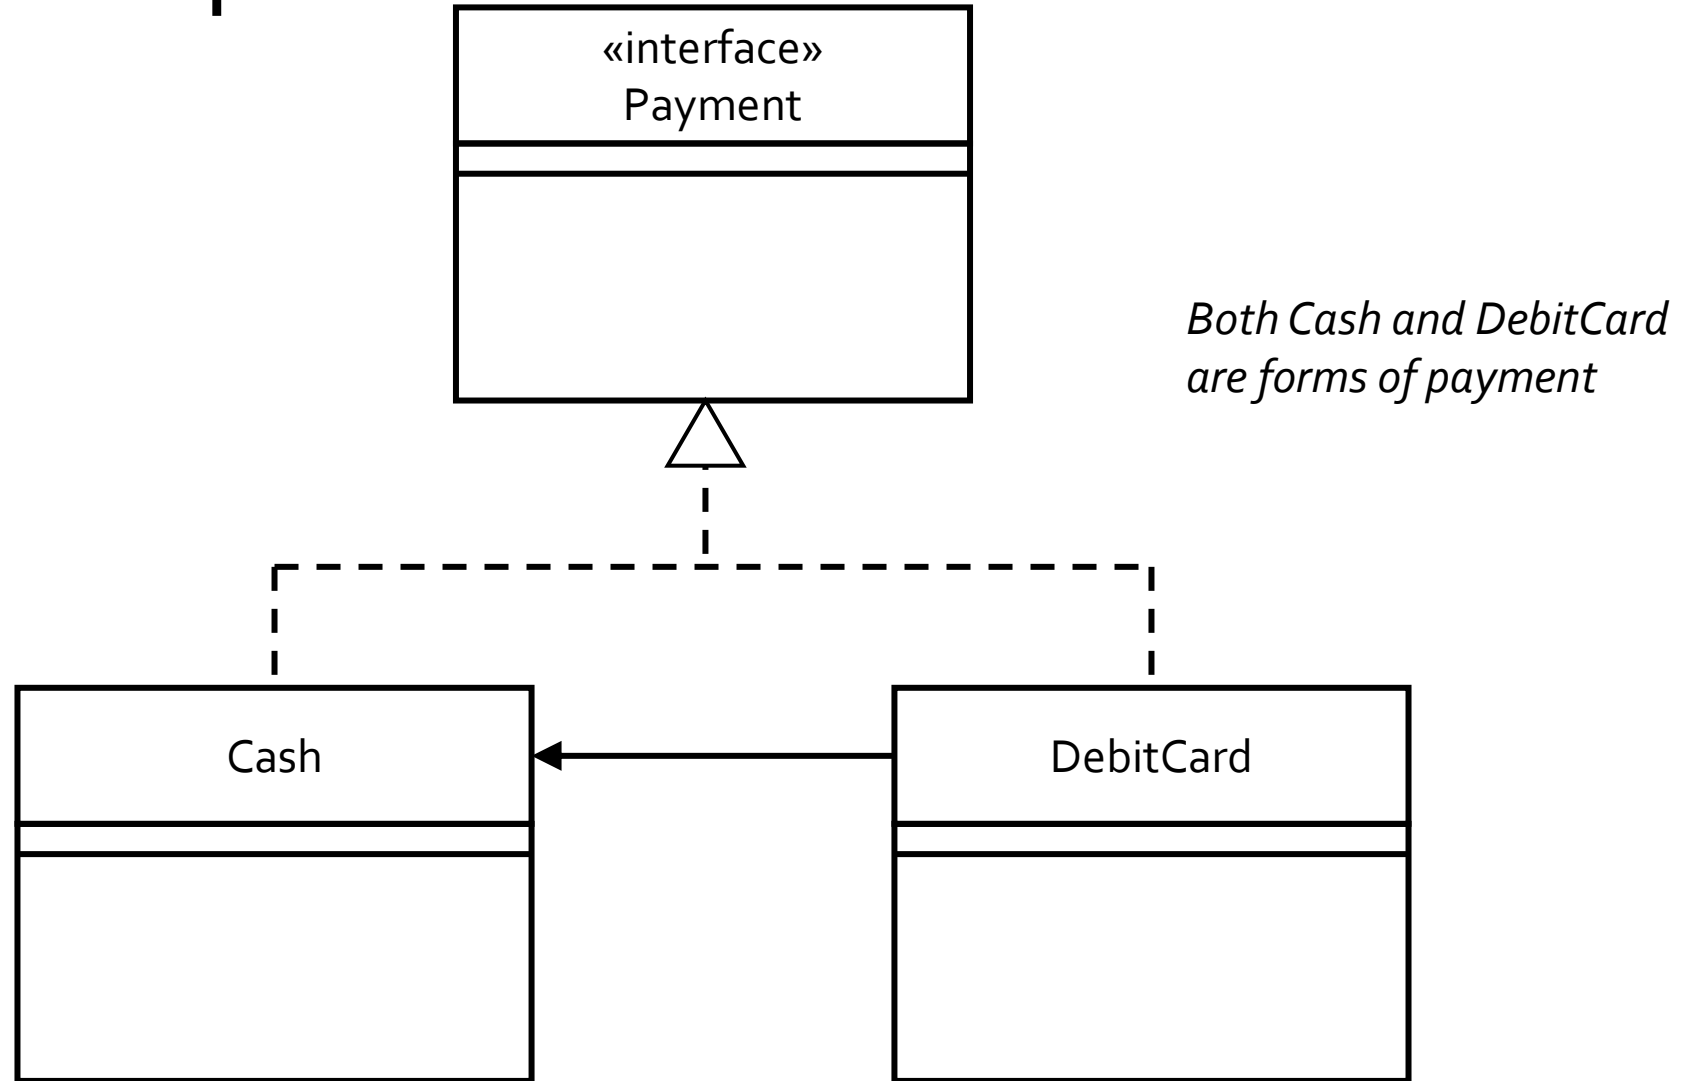 «interface»
Payment
Both Cash and DebitCard
are forms of payment
Cash
DebitCard